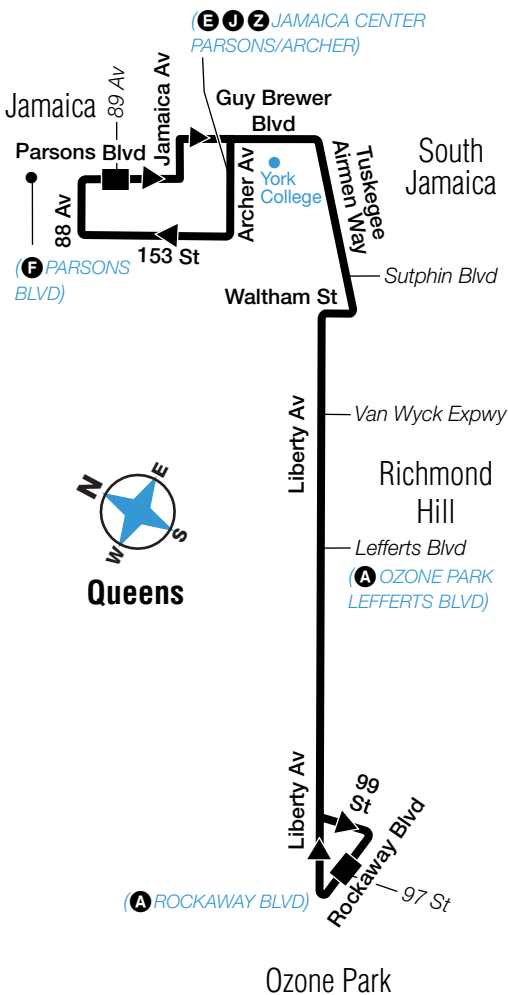 (E J Z JAMAICA CENTER
PARSONS/ARCHER)
Jamaica
89 Av
Jamaica Av
Guy Brewer
Blvd
Parsons Blvd
Archer Av
York
College
Tuskegee
Airmen Way
South
Jamaica
88 Av
153 St
(F PARSONS
BLVD)
Sutphin Blvd
Waltham St
Liberty Av
Van Wyck Expwy
Richmond
Hill
N
E
S
W
Queens
Lefferts Blvd
(A OZONE PARK
LEFFERTS BLVD)
Liberty Av
99
St
Rockaway Blvd
(A ROCKAWAY BLVD)
97 St
Ozone Park